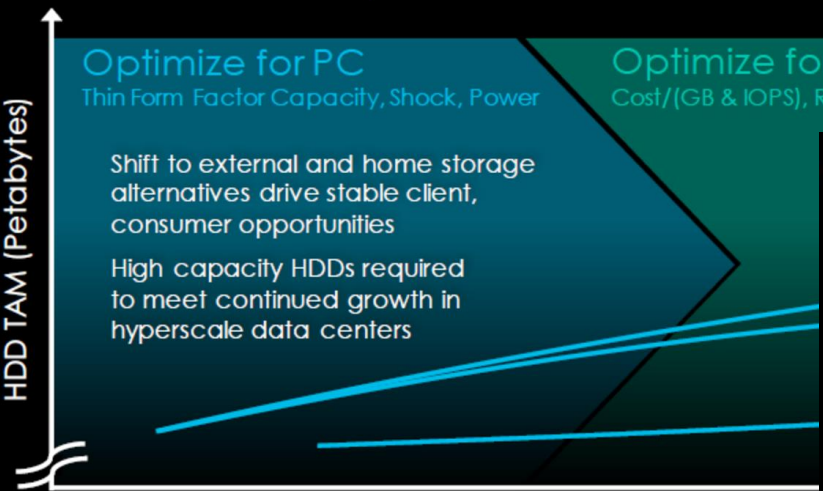 Optimize for PC
Thin Form Factor Capacity, Shock, Power
Optimize fo
Cost/(GB & IOPS), R
Shift to external and home storage
alternatives drive stable client,
consumer opportunities
High capacity HDDs required
to meet continued growth in
hyperscale data centers
HDD TAM (Petabytes)